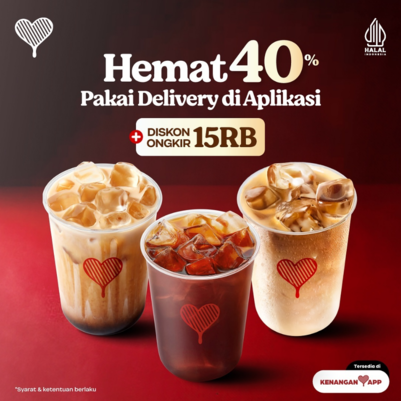 HALAL
INDONESIA
Hemat 40%
Pakai Delivery di Aplikasi
+ DISKON ONGKIR 15RB
Tersedia di
KENANGAN APP
*Syarat & ketentuan berlaku